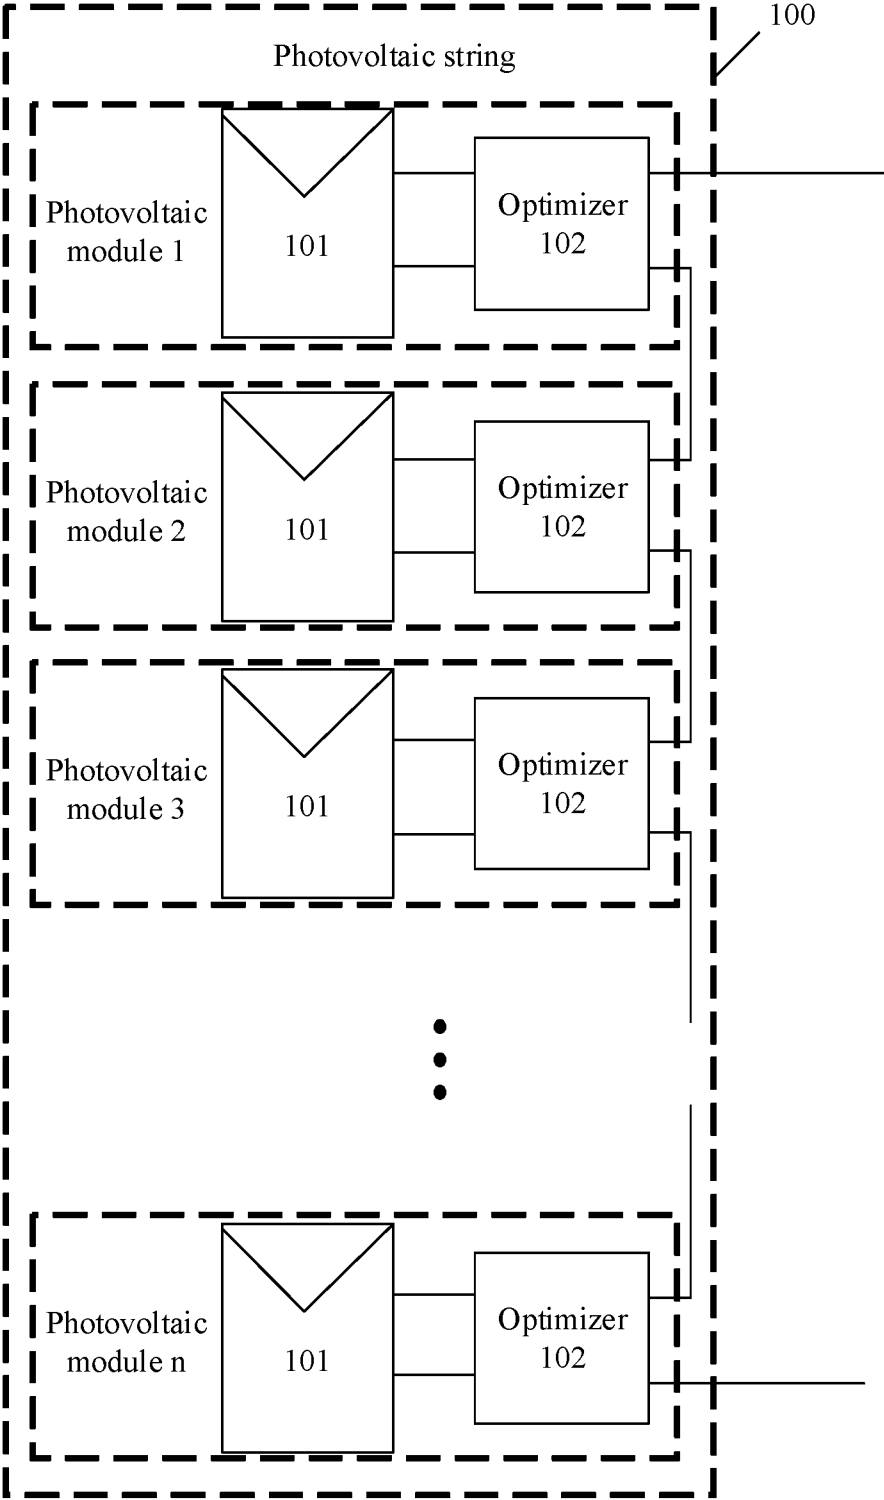 100
Photovoltaic string
Photovoltaic
module 1
101
Optimizer
102
Photovoltaic
module 2
101
Optimizer
102
Photovoltaic
module 3
101
Optimizer
102
Photovoltaic
module n
101
Optimizer
102